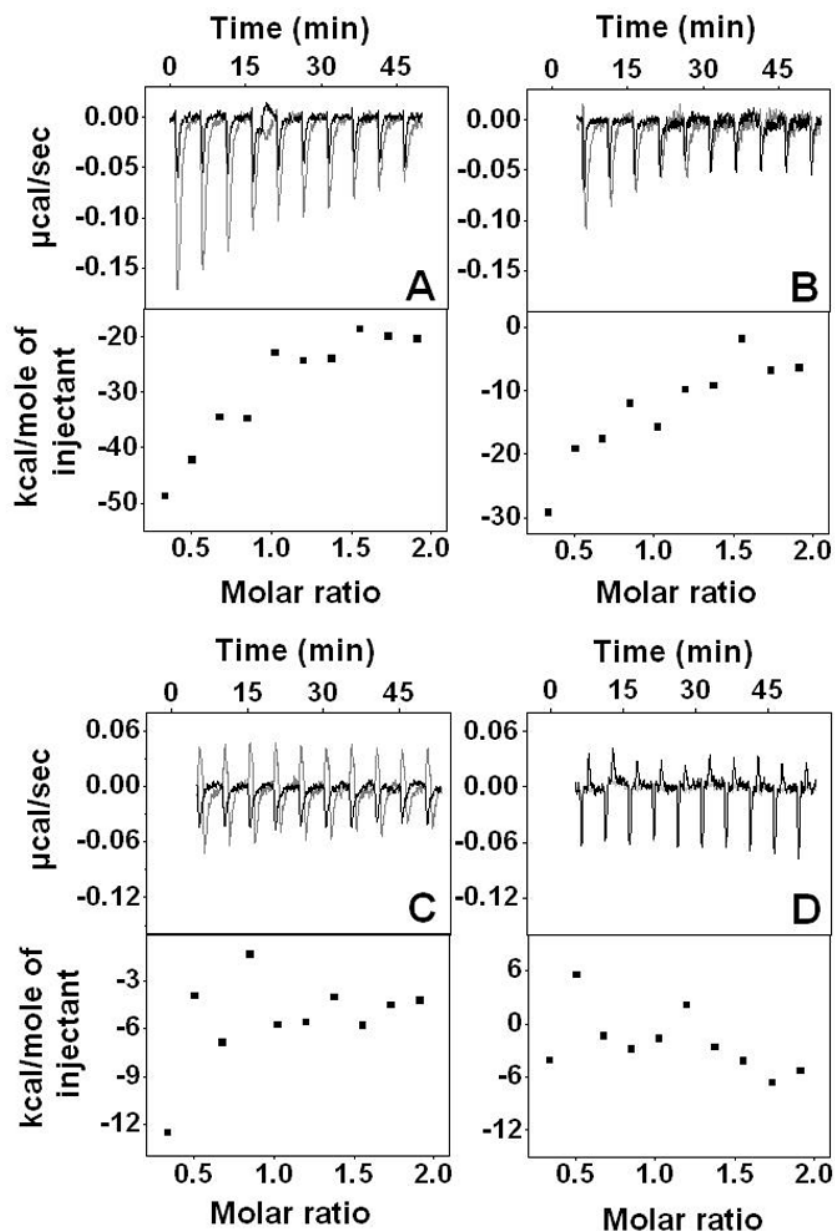 Time (min)
0 15 30 45
0.00
-0.05
-0.10
-0.15
µcal/sec
A
-20
-30
-40
-50
kcal/mole of
injectant
0.5 1.0 1.5 2.0
Molar ratio
Time (min)
0 15 30 45
0.00
-0.05
-0.10
-0.15
B
0
-10
-20
-30
0.5 1.0 1.5 2.0
Molar ratio
Time (min)
0 15 30 45
0.06
0.00
-0.06
-0.12
µcal/sec
C
-3
-6
-9
-12
kcal/mole of
injectant
0.5 1.0 1.5 2.0
Molar ratio
Time (min)
0 15 30 45
0.06
0.00
-0.06
-0.12
D
6
0
-6
-12
0.5 1.0 1.5 2.0
Molar ratio